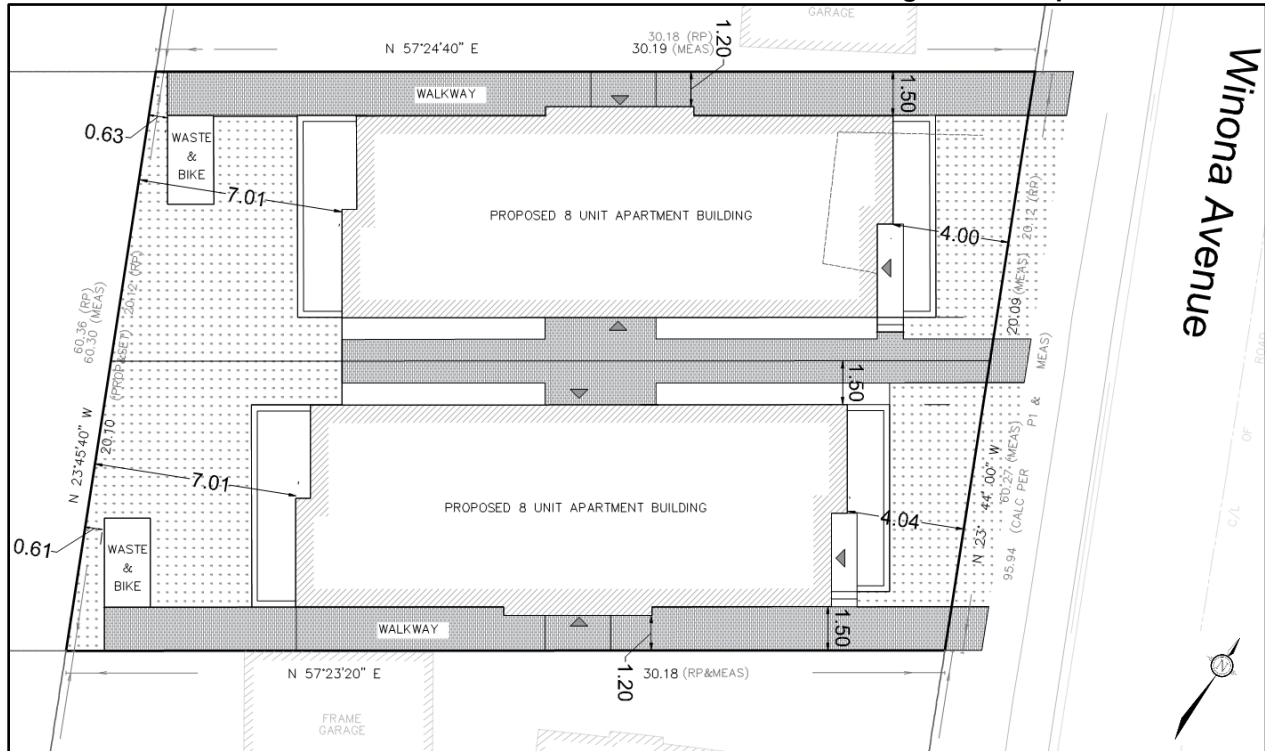 GARAGE
N 57°24'40" E
30.18 (RP)
30.19 (MEAS)
1.20
Winona Avenue
WALKWAY
1.50
0.63
WASTE
&
BIKE
7.01
PROPOSED 8 UNIT APARTMENT BUILDING
4.00
20.12 (RP)
20.09 (MEAS)
60.36 (RP)
60.30 (MEAS)
(PROP&SET) 20.12 (RP)
N 23°45'40" W
20.10
1.50
P1 & MEAS)
ROAD
OF
C/L
7.01
PROPOSED 8 UNIT APARTMENT BUILDING
4.04
N 23° 44' 00" W
60.27 (MEAS)
95.94 (CALC PER
0.61
WASTE
&
BIKE
WALKWAY
1.50
1.20
N 57°23'20" E
30.18 (RP&MEAS)
FRAME
GARAGE
N